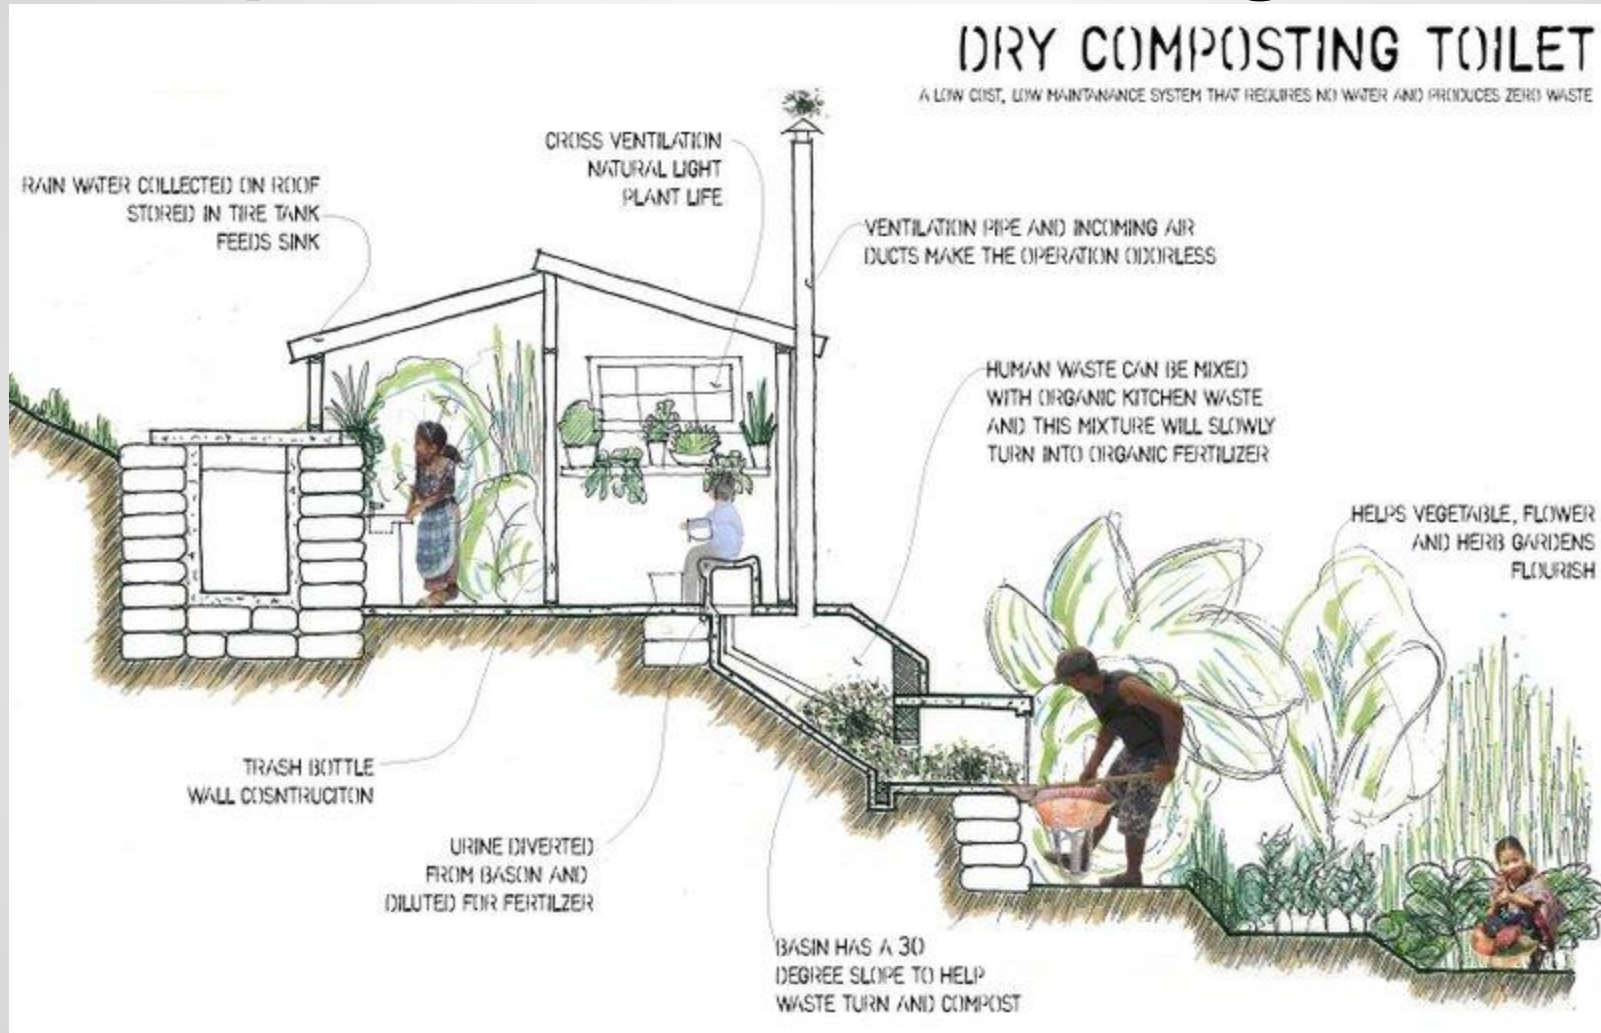 DRY COMPOSTING TOILET
A LOW COST, LOW MAINTANANCE SYSTEM THAT REQUIRES NO WATER AND PRODUCES ZERO WASTE
CROSS VENTILATION
NATURAL LIGHT
PLANT LIFE
RAIN WATER COLLECTED ON ROOF
STORED IN TIRE TANK
FEEDS SINK
VENTILATION PIPE AND INCOMING AIR
DUCTS MAKE THE OPERATION ODORLESS
HUMAN WASTE CAN BE MIXED
WITH ORGANIC KITCHEN WASTE
AND THIS MIXTURE WILL SLOWLY
TURN INTO ORGANIC FERTILIZER
HELPS VEGETABLE, FLOWER
AND HERB GARDENS
FLOURISH
TRASH BOTTLE
WALL COSNTRUCITON
URINE DIVERTED
FROM BASON AND
DILUTED FOR FERTILZER
BASIN HAS A 30
DEGREE SLOPE TO HELP
WASTE TURN AND COMPOST